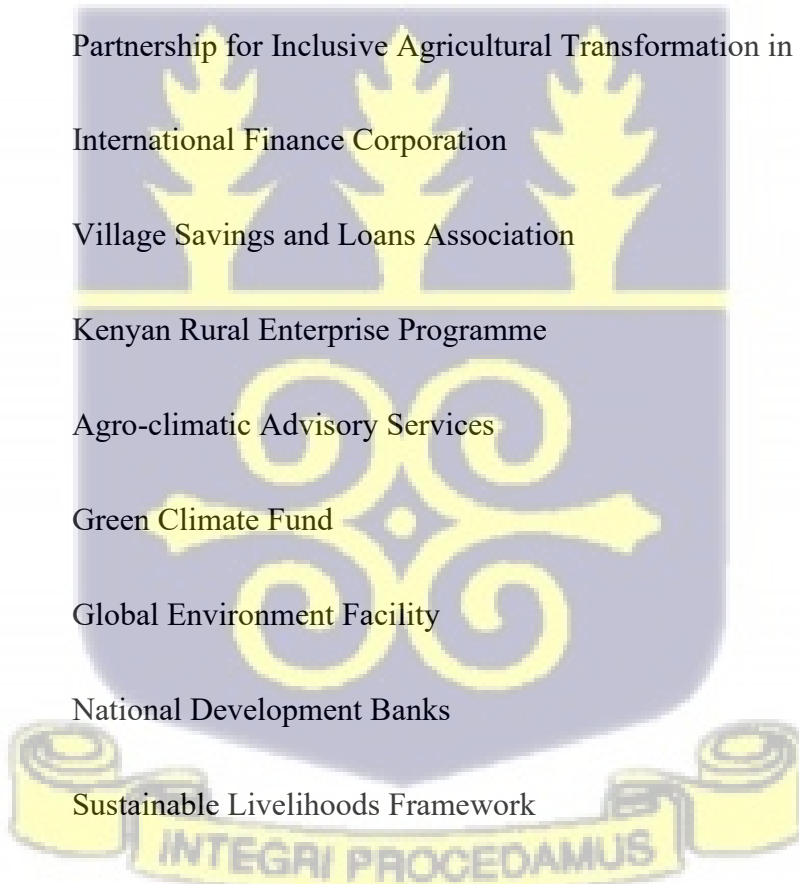 Partnership for Inclusive Agricultural Transformation in
International Finance Corporation
Village Savings and Loans Association
Kenyan Rural Enterprise Programme
Agro-climatic Advisory Services
Green Climate Fund
Global Environment Facility
National Development Banks
Sustainable Livelihoods Framework
INTEGRI PROCEDAMUS